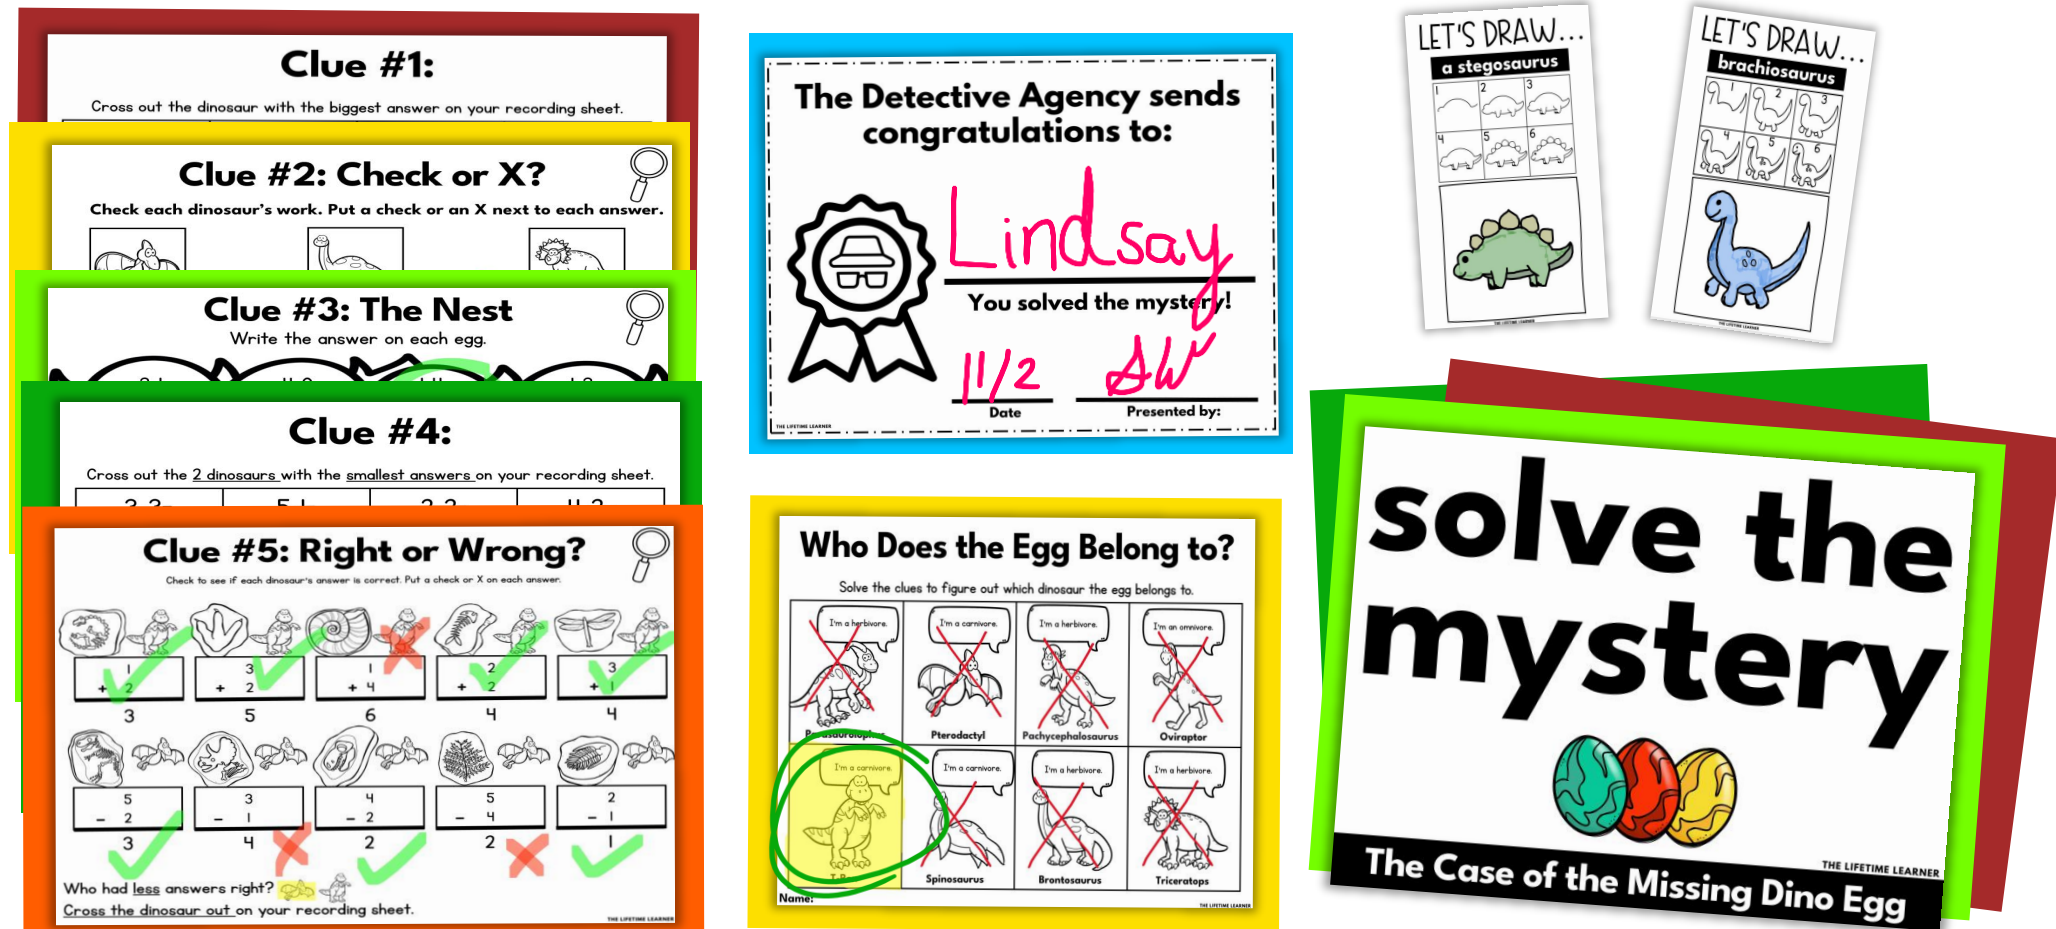 Clue #1:
Cross out the dinosaur with the biggest answer on your recording sheet.
Clue #2: Check or X?
Check each dinosaur's work. Put a check or an X next to each answer.
Clue #3: The Nest
Write the answer on each egg.
Clue #4:
Cross out the 2 dinosaurs with the smallest answers on your recording sheet.
Clue #5: Right or Wrong?
Check to see if each dinosaur's answer is correct. Put a check or X on each answer.
1 3 1 2 3
+ 2 + 2 + 4 + 2 + 1
3 5 6 4 4
5 3 4 5 2
- 2 - 1 - 2 - 4 - 1
3 4 2 2 1
Who had less answers right?
Cross the dinosaur out on your recording sheet.
THE LIFETIME LEARNER
The Detective Agency sends
congratulations to:
Lindsay
You solved the mystery!
11/2 SW
Date Presented by:
THE LIFETIME LEARNER
Who Does the Egg Belong to?
Solve the clues to figure out which dinosaur the egg belongs to.
I'm a herbivore. I'm a carnivore. I'm a herbivore. I'm an omnivore.
Parasaurolophus Pterodactyl Pachycephalosaurus Oviraptor
I'm a carnivore. I'm a carnivore. I'm a herbivore. I'm a herbivore.
Spinosaurus Brontosaurus Triceratops
Name:
THE LIFETIME LEARNER
LET'S DRAW...
a stegosaurus
1 2 3
4 5 6
THE LIFETIME LEARNER
LET'S DRAW...
brachiosaurus
1 2 3
4 5 6
THE LIFETIME LEARNER
solve the
mystery
THE LIFETIME LEARNER
The Case of the Missing Dino Egg